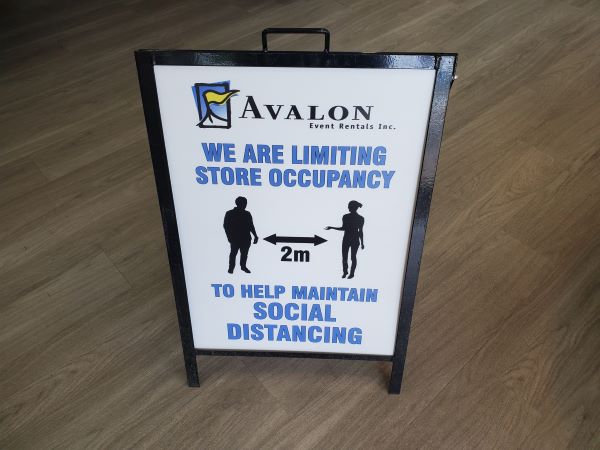 AVALON
Event Rentals Inc.
WE ARE LIMITING
STORE OCCUPANCY
2m
TO HELP MAINTAIN
SOCIAL
DISTANCING